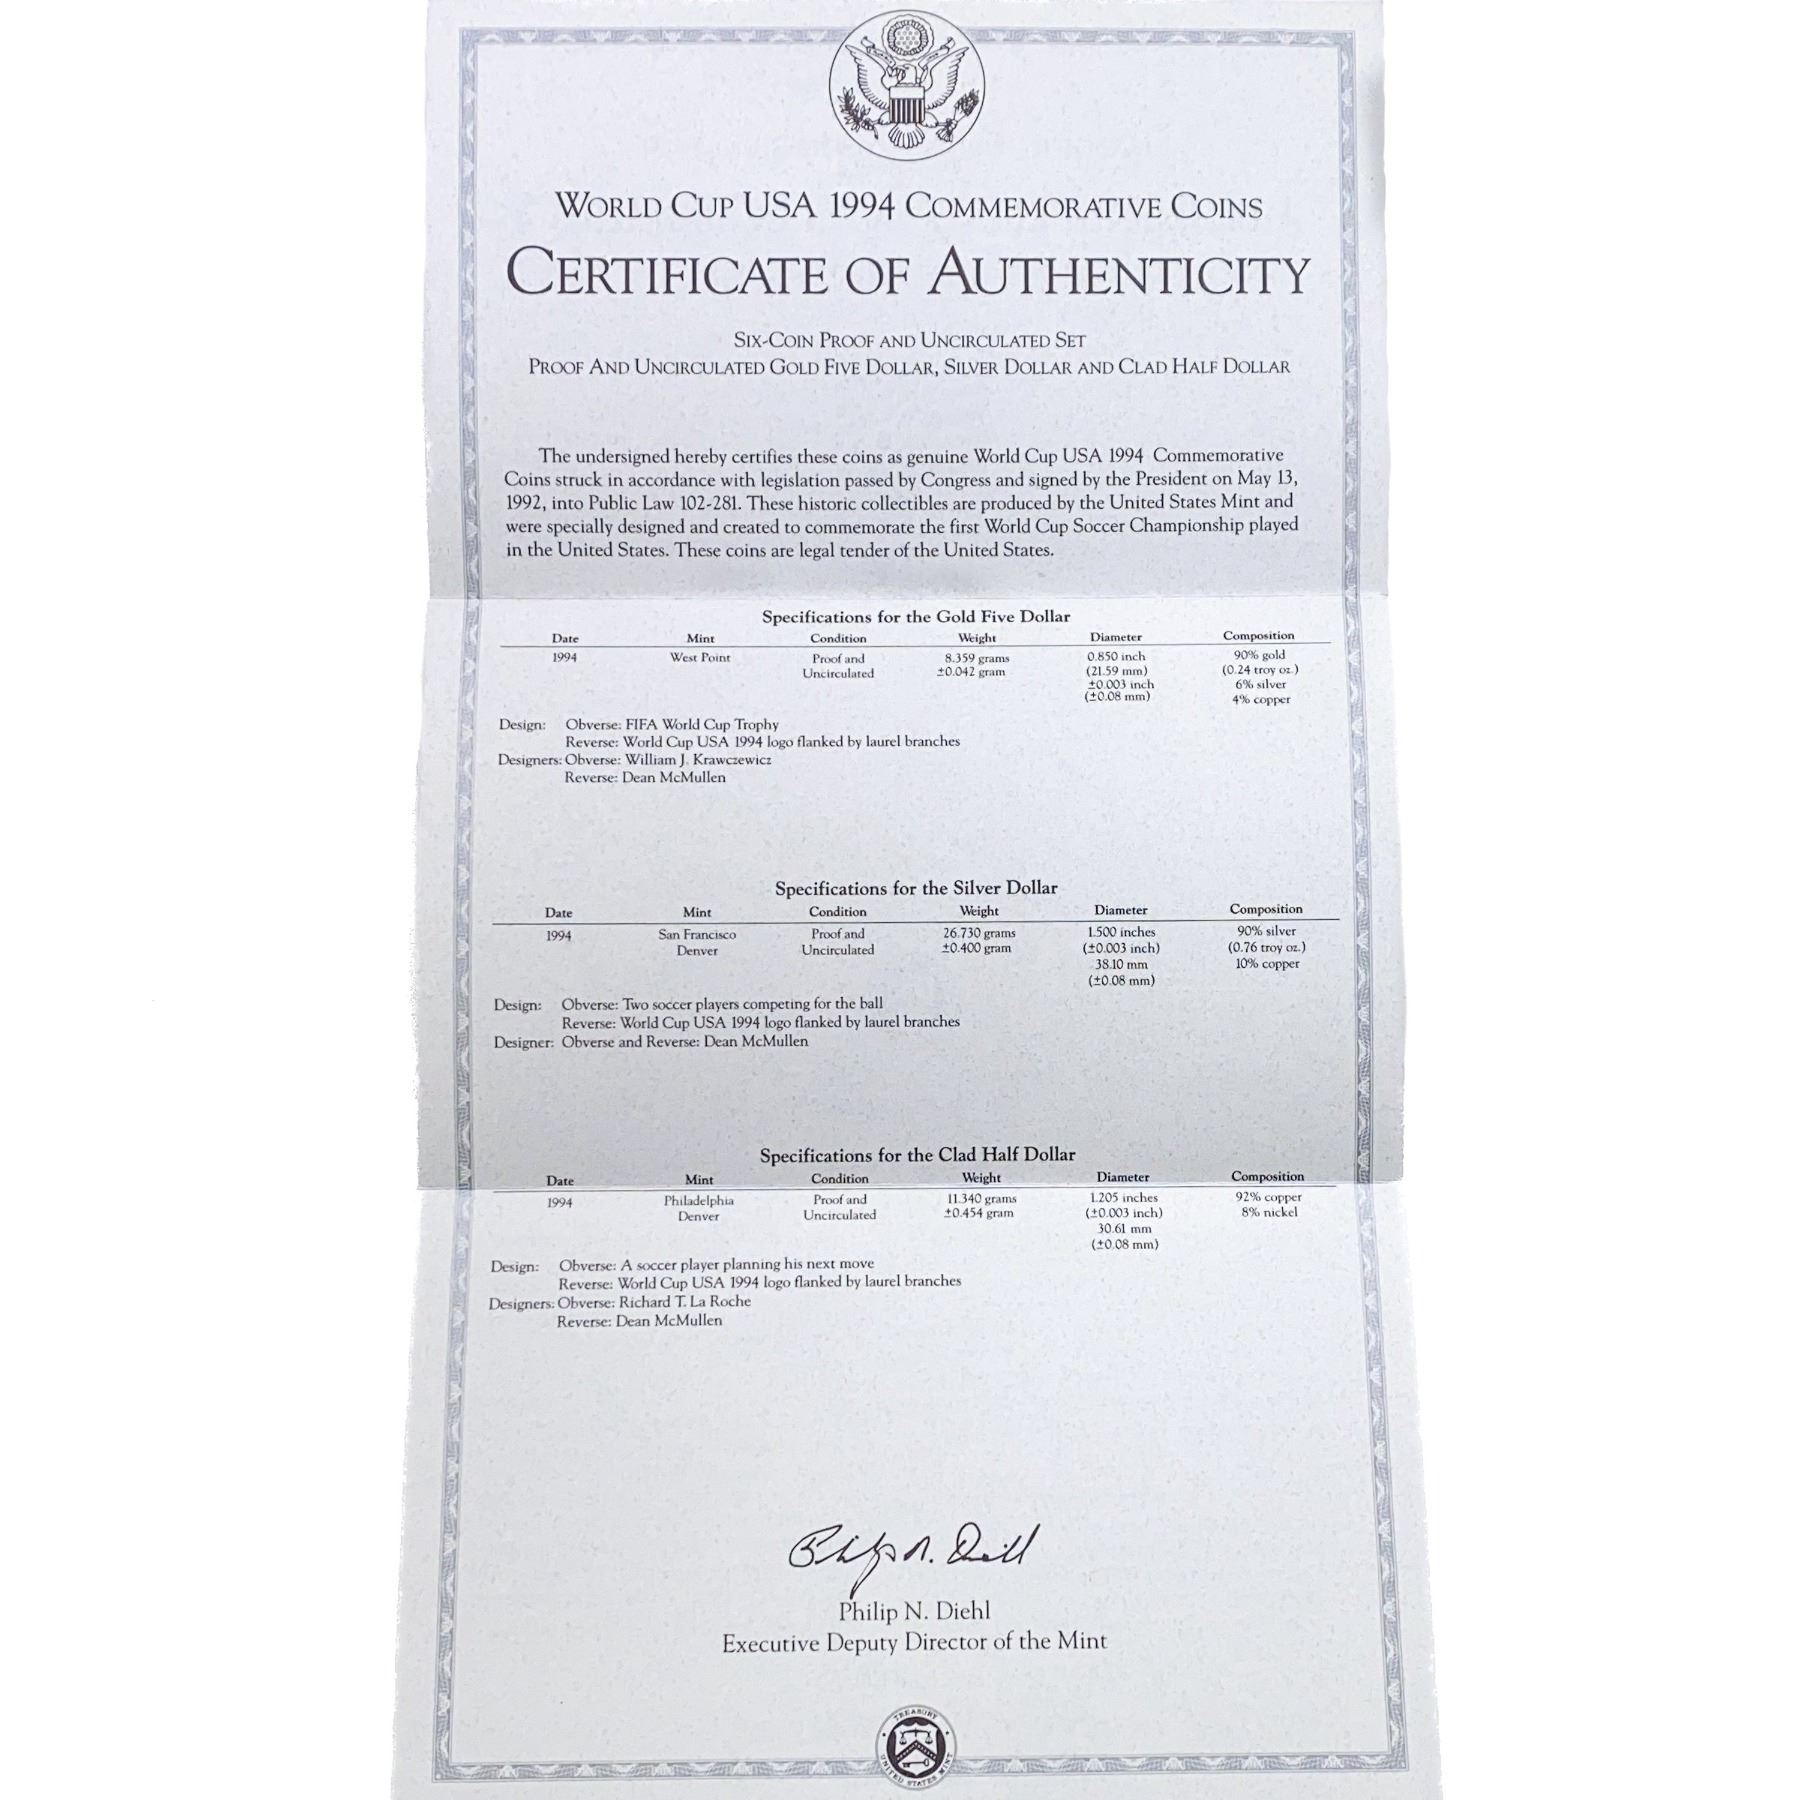 WORLD CUP USA 1994 COMMEMORATIVE COINS
CERTIFICATE OF AUTHENTICITY
SIX-COIN PROOF AND UNCIRCULATED SET
PROOF AND UNCIRCULATED GOLD FIVE DOLLAR, SILVER DOLLAR AND CLAD HALF DOLLAR
The undersigned hereby certifies these coins as genuine World Cup USA 1994 Commemorative
Coins struck in accordance with legislation passed by Congress and signed by the President on May 13,
1992, into Public Law 102-281. These historic collectibles are produced by the United States Mint and
were specially designed and created to commemorate the first World Cup Soccer Championship played
in the United States. These coins are legal tender of the United States.
Specifications for the Gold Five Dollar
Date Mint Condition Weight Diameter Composition
1994 West Point Proof and 8.359 grams 0.850 inch 90% gold
Uncirculated ±0.042 gram (21.59 mm) (0.24 troy oz.)
±0.003 inch 6% silver
(±0.08 mm) 4% copper
Design: Obverse: FIFA World Cup Trophy
Reverse: World Cup USA 1994 logo flanked by laurel branches
Designers: Obverse: William J. Krawczewicz
Reverse: Dean McMullen
Specifications for the Silver Dollar
Date Mint Condition Weight Diameter Composition
1994 San Francisco Proof and 26.730 grams 1.500 inches 90% silver
Denver Uncirculated ±0.400 gram (±0.003 inch) (0.76 troy oz.)
38.10 mm 10% copper
(±0.08 mm)
Design: Obverse: Two soccer players competing for the ball
Reverse: World Cup USA 1994 logo flanked by laurel branches
Designer: Obverse and Reverse: Dean McMullen
Specifications for the Clad Half Dollar
Date Mint Condition Weight Diameter Composition
1994 Philadelphia Proof and 11.340 grams 1.205 inches 92% copper
Denver Uncirculated ±0.454 gram (±0.003 inch) 8% nickel
30.61 mm
(±0.08 mm)
Design: Obverse: A soccer player planning his next move
Reverse: World Cup USA 1994 logo flanked by laurel branches
Designers: Obverse: Richard T. La Roche
Reverse: Dean McMullen
Philip N. Diehl
Philip N. Diehl
Executive Deputy Director of the Mint
TREASURY
UNITED STATES MINT